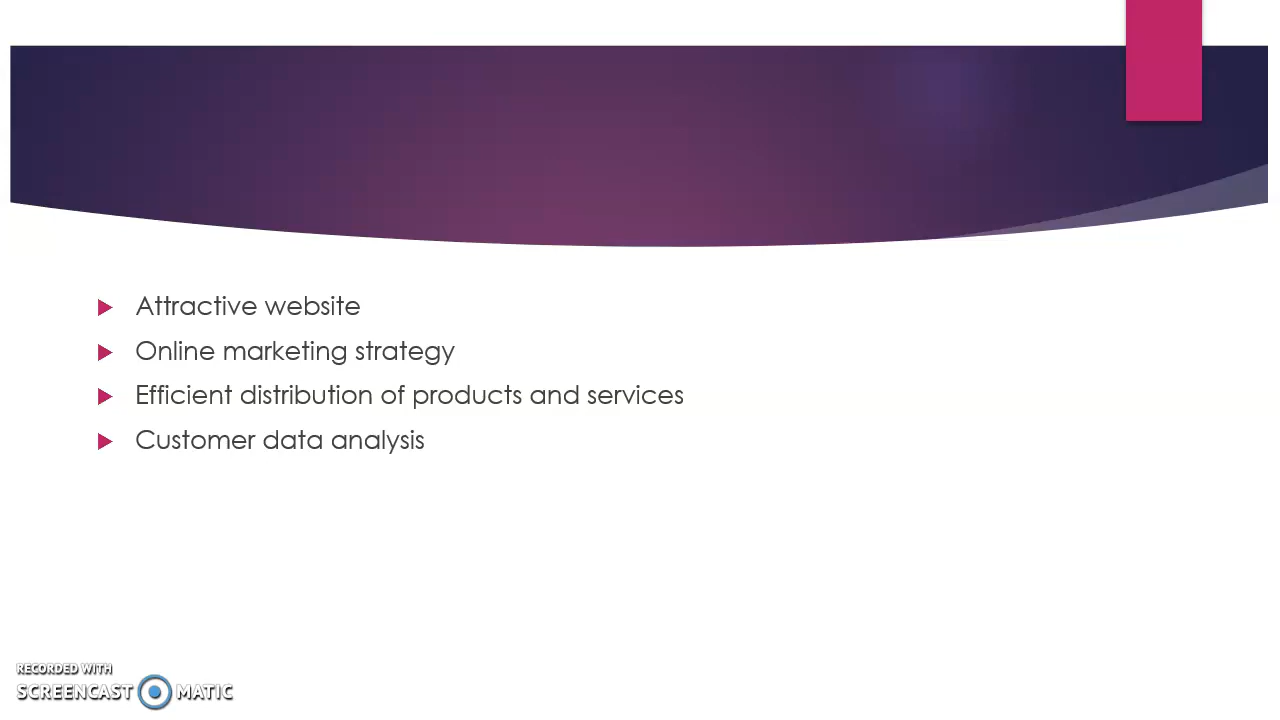 Attractive website
Online marketing strategy
Efficient distribution of products and services
Customer data analysis
RECORDED WITH
SCREENCAST MATIC